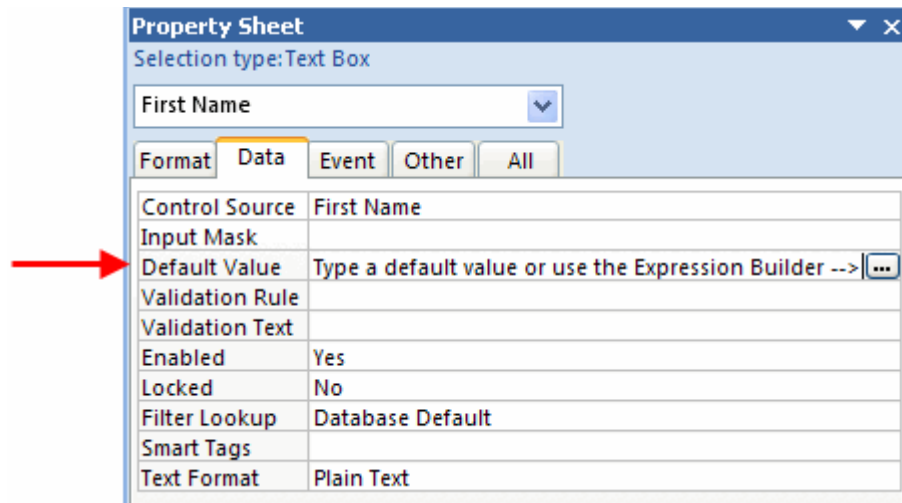 Property Sheet
Selection type:Text Box
First Name
Format Data Event Other All
Control Source First Name
Input Mask
Default Value Type a default value or use the Expression Builder -->
Validation Rule
Validation Text
Enabled Yes
Locked No
Filter Lookup Database Default
Smart Tags
Text Format Plain Text